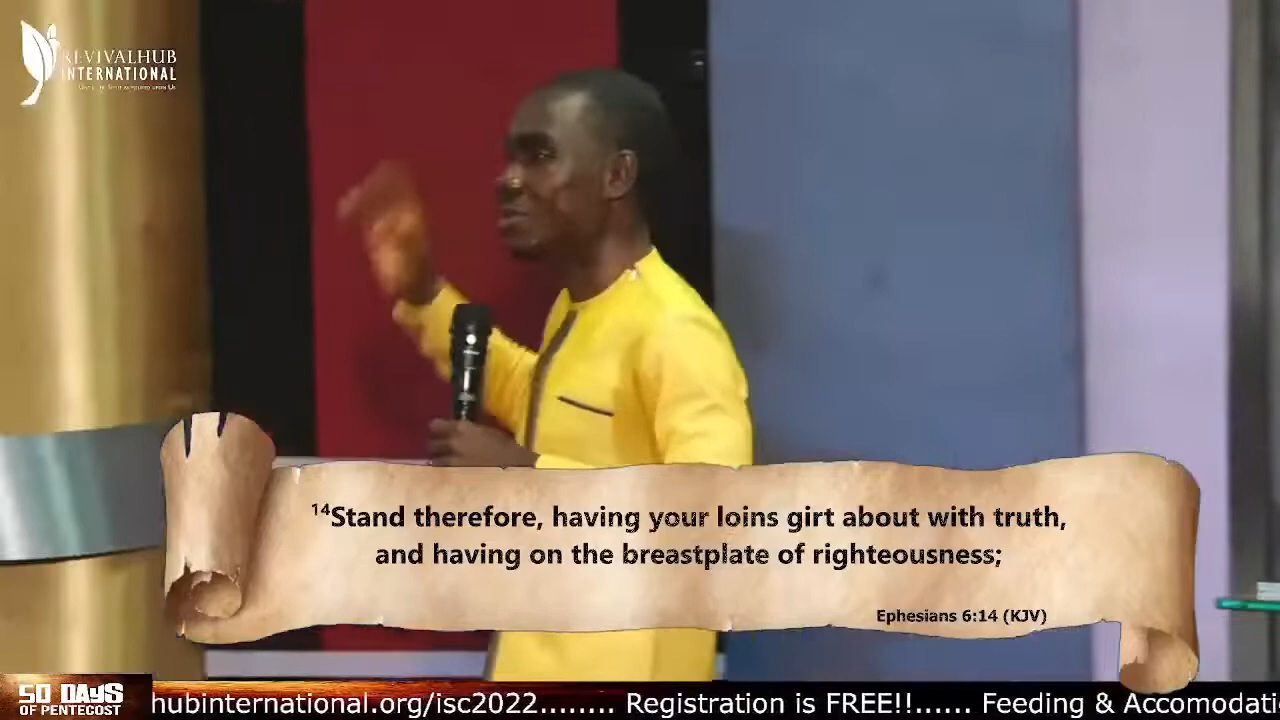 REVIVALHUB
INTERNATIONAL
14Stand therefore, having your loins girt about with truth,
and having on the breastplate of righteousness;
Ephesians 6:14 (KJV)
50 DAYS
OF PENTECOST
hubinternational.org/isc2022........ Registration is FREE!!...... Feeding & Accomodati